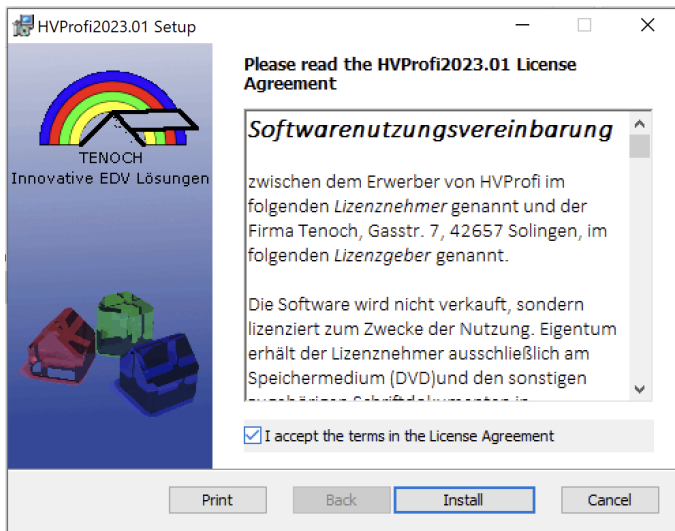 HVProfi2023.01 Setup
TENOCH
Innovative EDV Lösungen
Please read the HVProfi2023.01 License
Agreement
Softwarenutzungsvereinbarung
zwischen dem Erwerber von HVProfi im
folgenden Lizenznehmer genannt und der
Firma Tenoch, Gasstr. 7, 42657 Solingen, im
folgenden Lizenzgeber genannt.
Die Software wird nicht verkauft, sondern
lizenziert zum Zwecke der Nutzung. Eigentum
erhält der Lizenznehmer ausschließlich am
Speichermedium (DVD)und den sonstigen
I accept the terms in the License Agreement
Print
Back
Install
Cancel